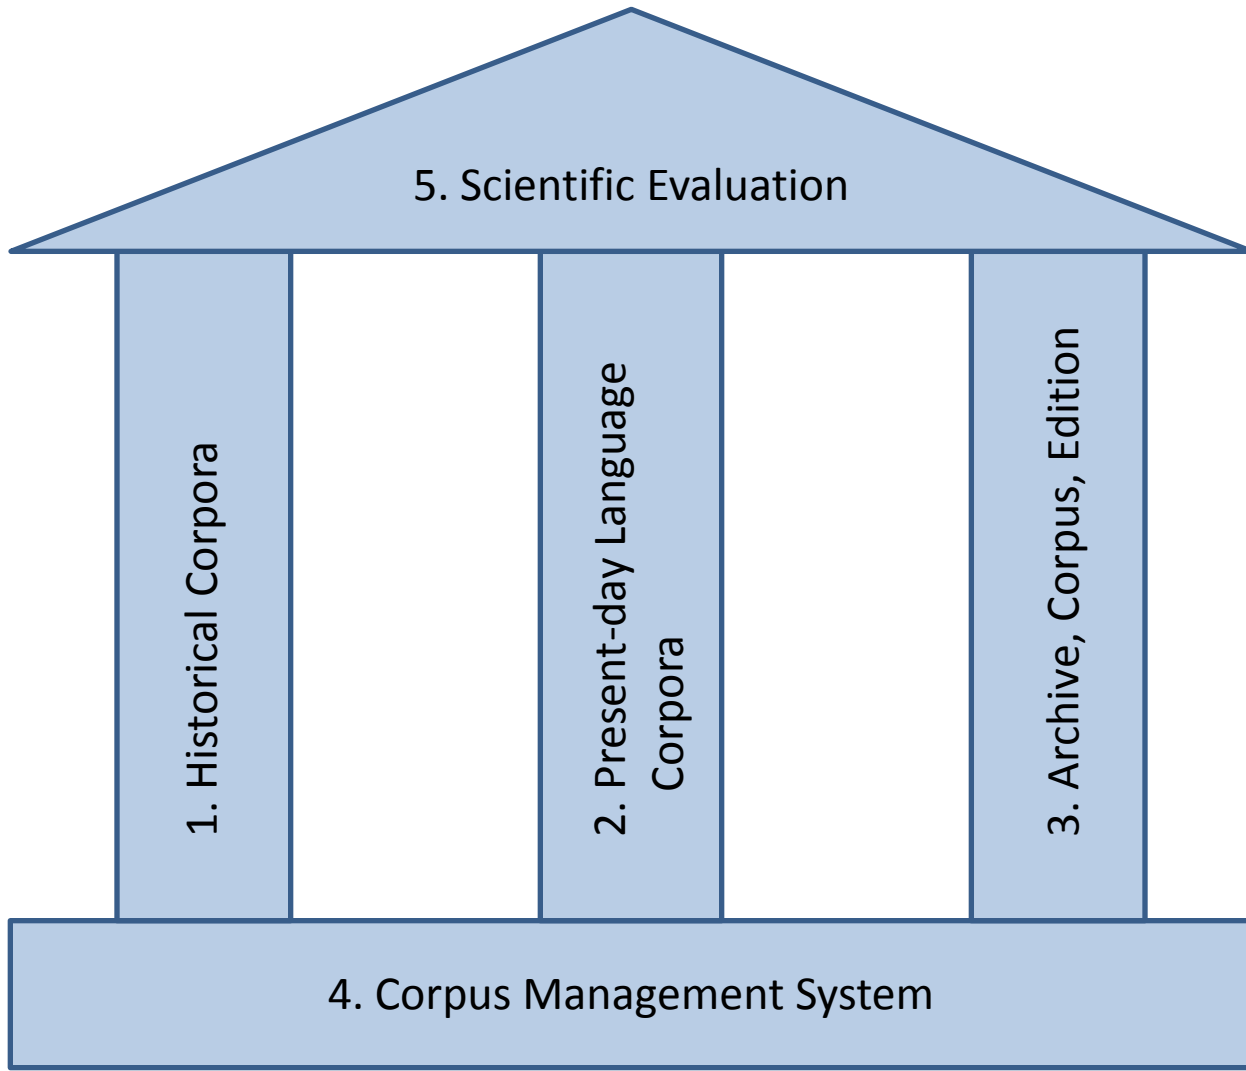 5. Scientific Evaluation
1. Historical Corpora
2. Present-day Language
Corpora
3. Archive, Corpus, Edition
4. Corpus Management System